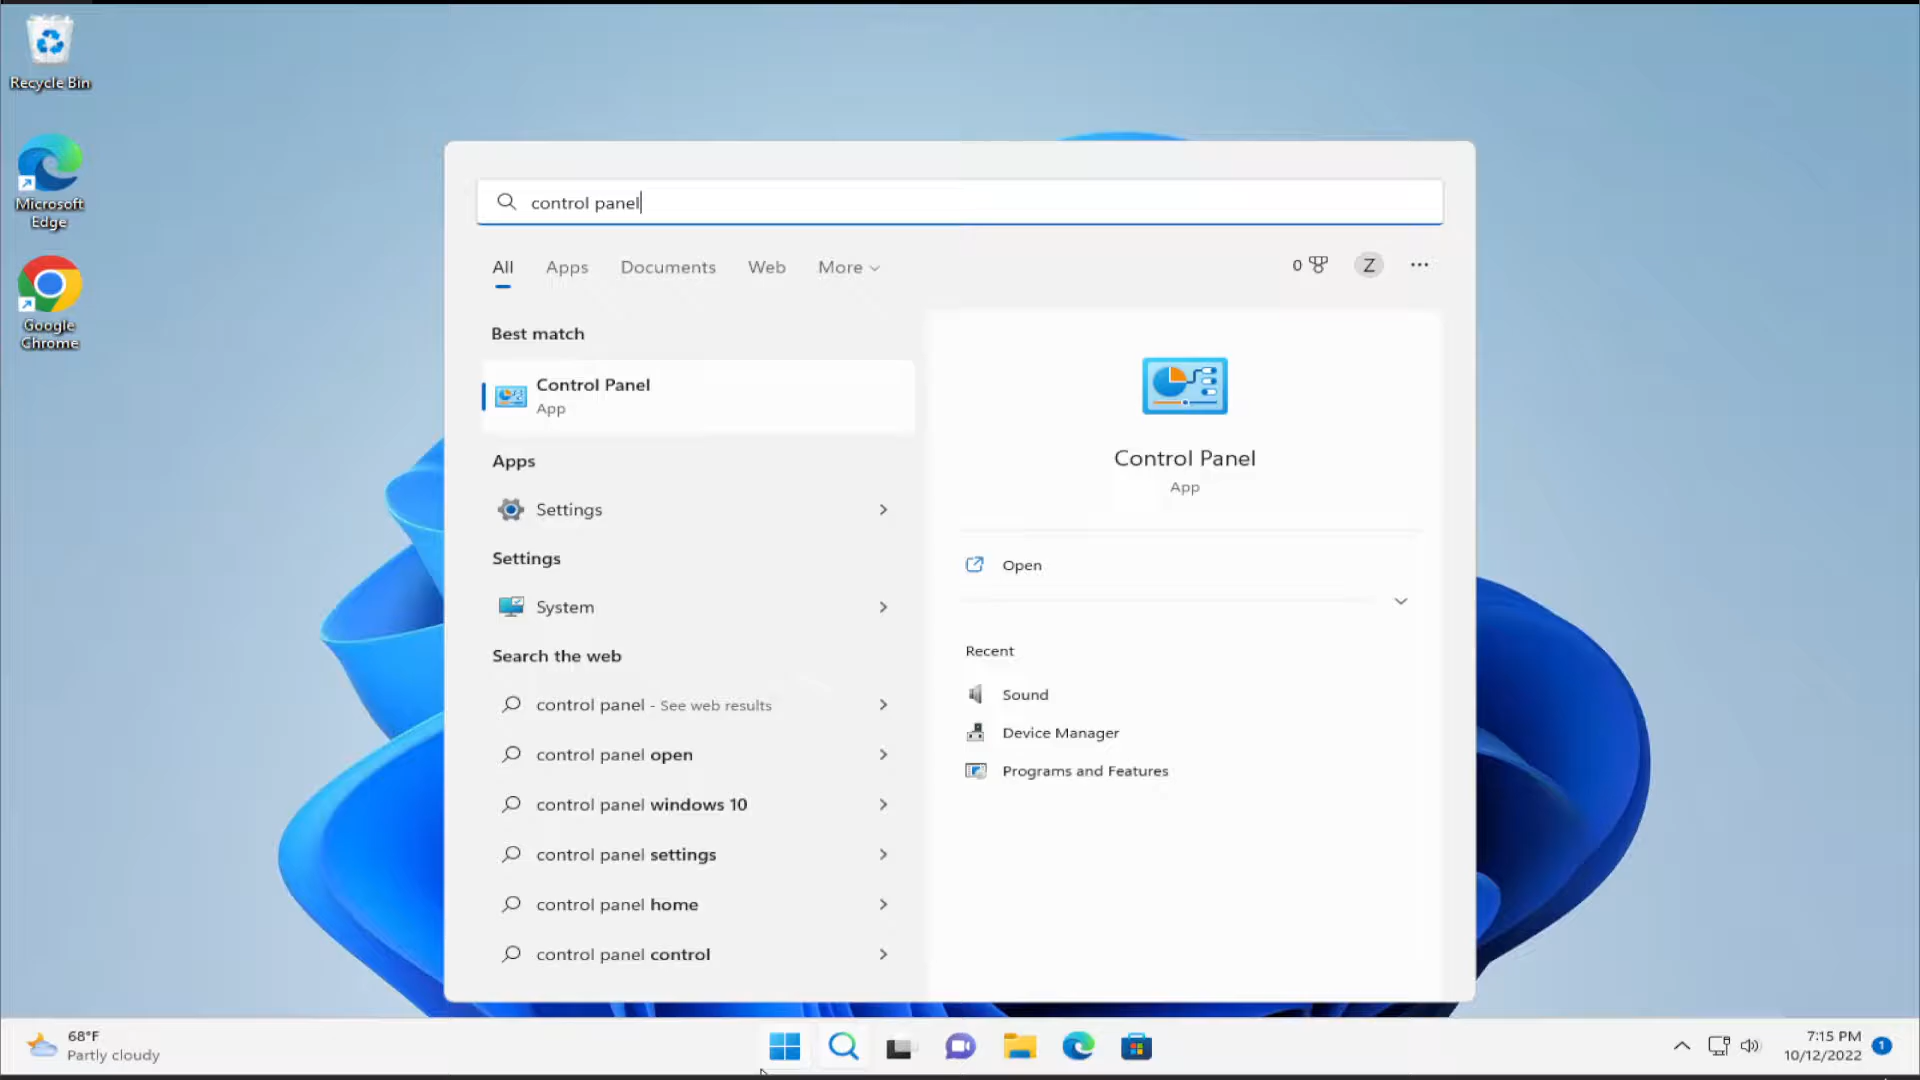 Recycle Bin
Microsoft
Edge
Google
Chrome
control panel
All Apps Documents Web More
0 Z
Best match
Control Panel
App
Apps
Settings
Settings
System
Search the web
control panel - See web results
control panel open
control panel windows 10
control panel settings
control panel home
control panel control
Control Panel
App
Open
Recent
Sound
Device Manager
Programs and Features
68°F
Partly cloudy
7:15 PM
10/12/2022
1